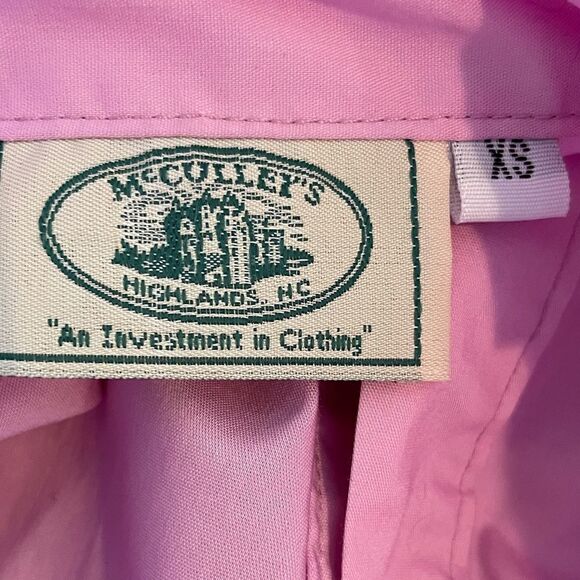 McCULLEY'S
HIGHLANDS, NC
"An Investment in Clothing"
XS